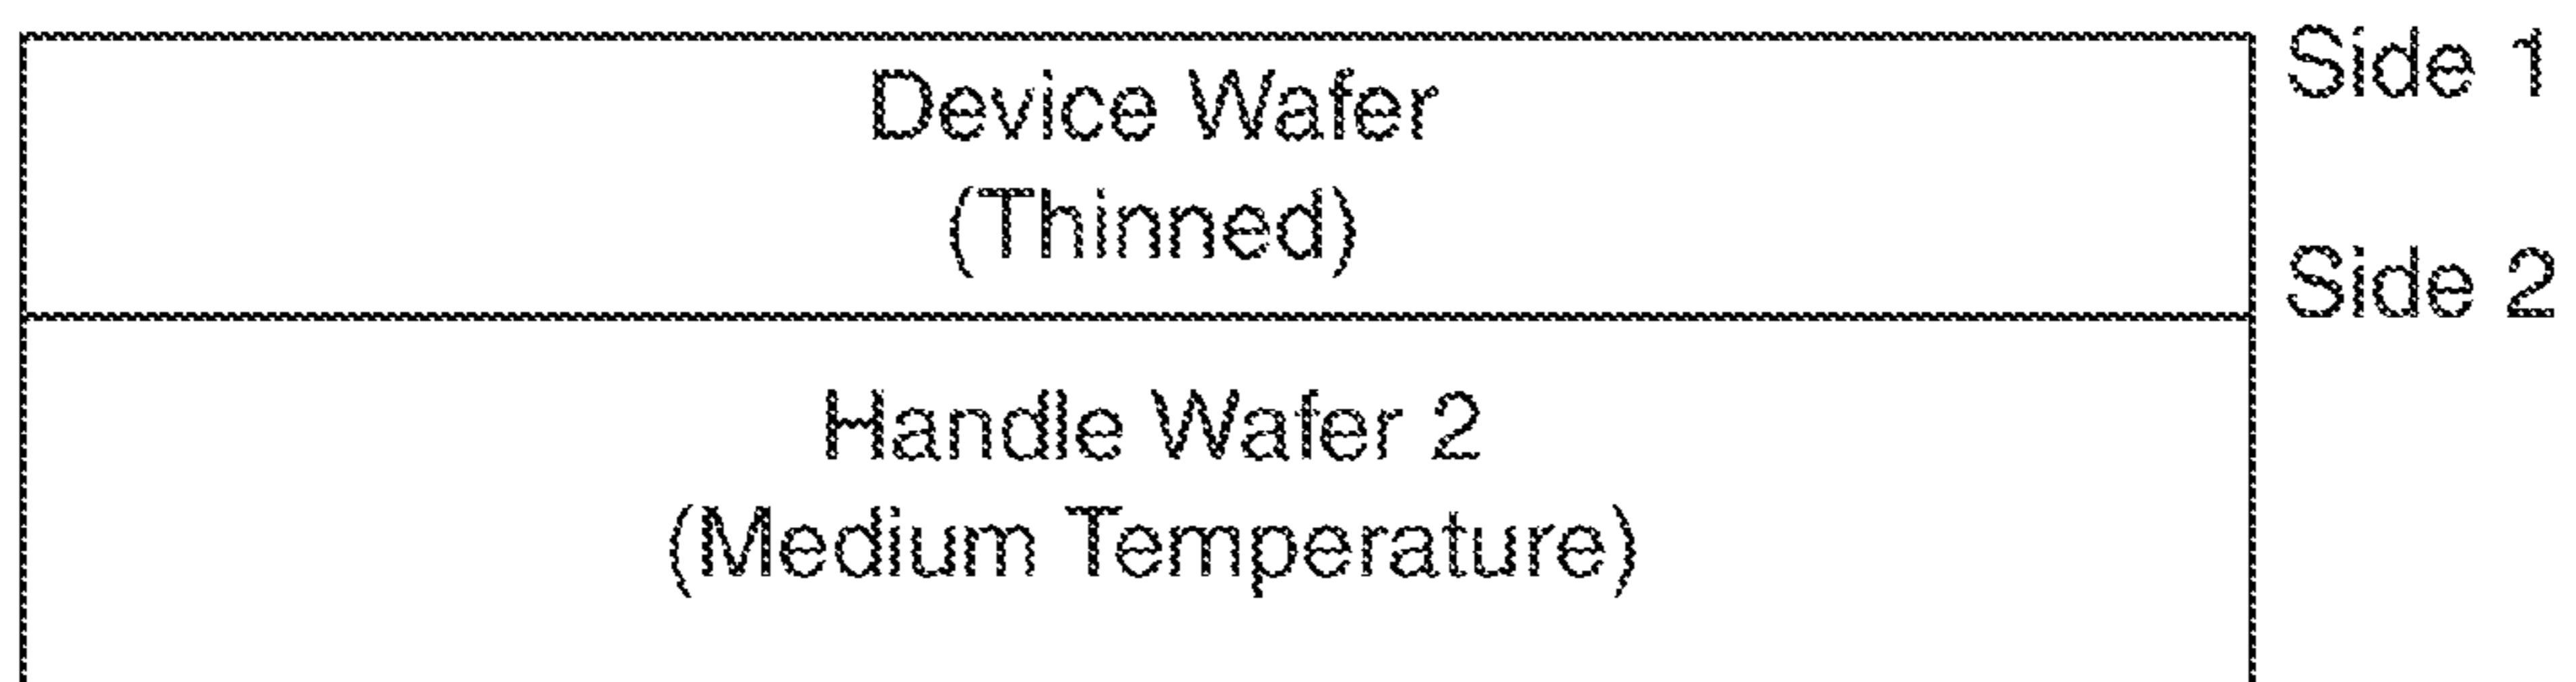 Device Wafer
(Thinned)
Side 1
Side 2
Handle Wafer 2
(Medium Temperature)